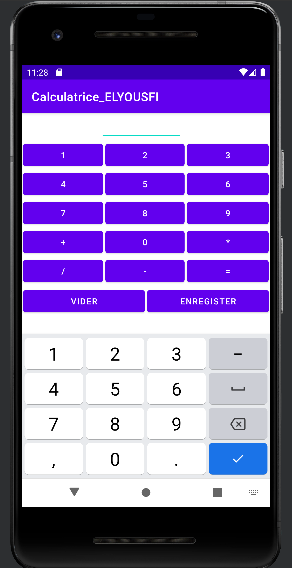 11:28
Calculatrice_ELYOUSFI
1 2 3
4 5 6
7 8 9
+ 0 *
/ - =
VIDER ENREGISTER
1 2 3 -
4 5 6
7 8 9
, 0 .